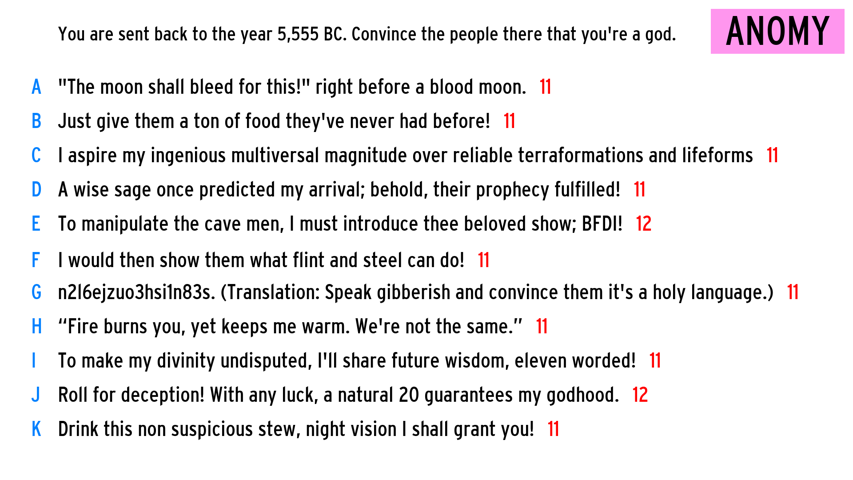 You are sent back to the year 5,555 BC. Convince the people there that you're a god.
ANOMY
A "The moon shall bleed for this!" right before a blood moon. 11
B Just give them a ton of food they've never had before! 11
C I aspire my ingenious multiversal magnitude over reliable terraformations and lifeforms 11
D A wise sage once predicted my arrival; behold, their prophecy fulfilled! 11
E To manipulate the cave men, I must introduce thee beloved show; BFDI! 12
F I would then show them what flint and steel can do! 11
G n2l6ejzuo3hsi1n83s. (Translation: Speak gibberish and convince them it's a holy language.) 11
H “Fire burns you, yet keeps me warm. We're not the same.” 11
I To make my divinity undisputed, I'll share future wisdom, eleven worded! 11
J Roll for deception! With any luck, a natural 20 guarantees my godhood. 12
K Drink this non suspicious stew, night vision I shall grant you! 11